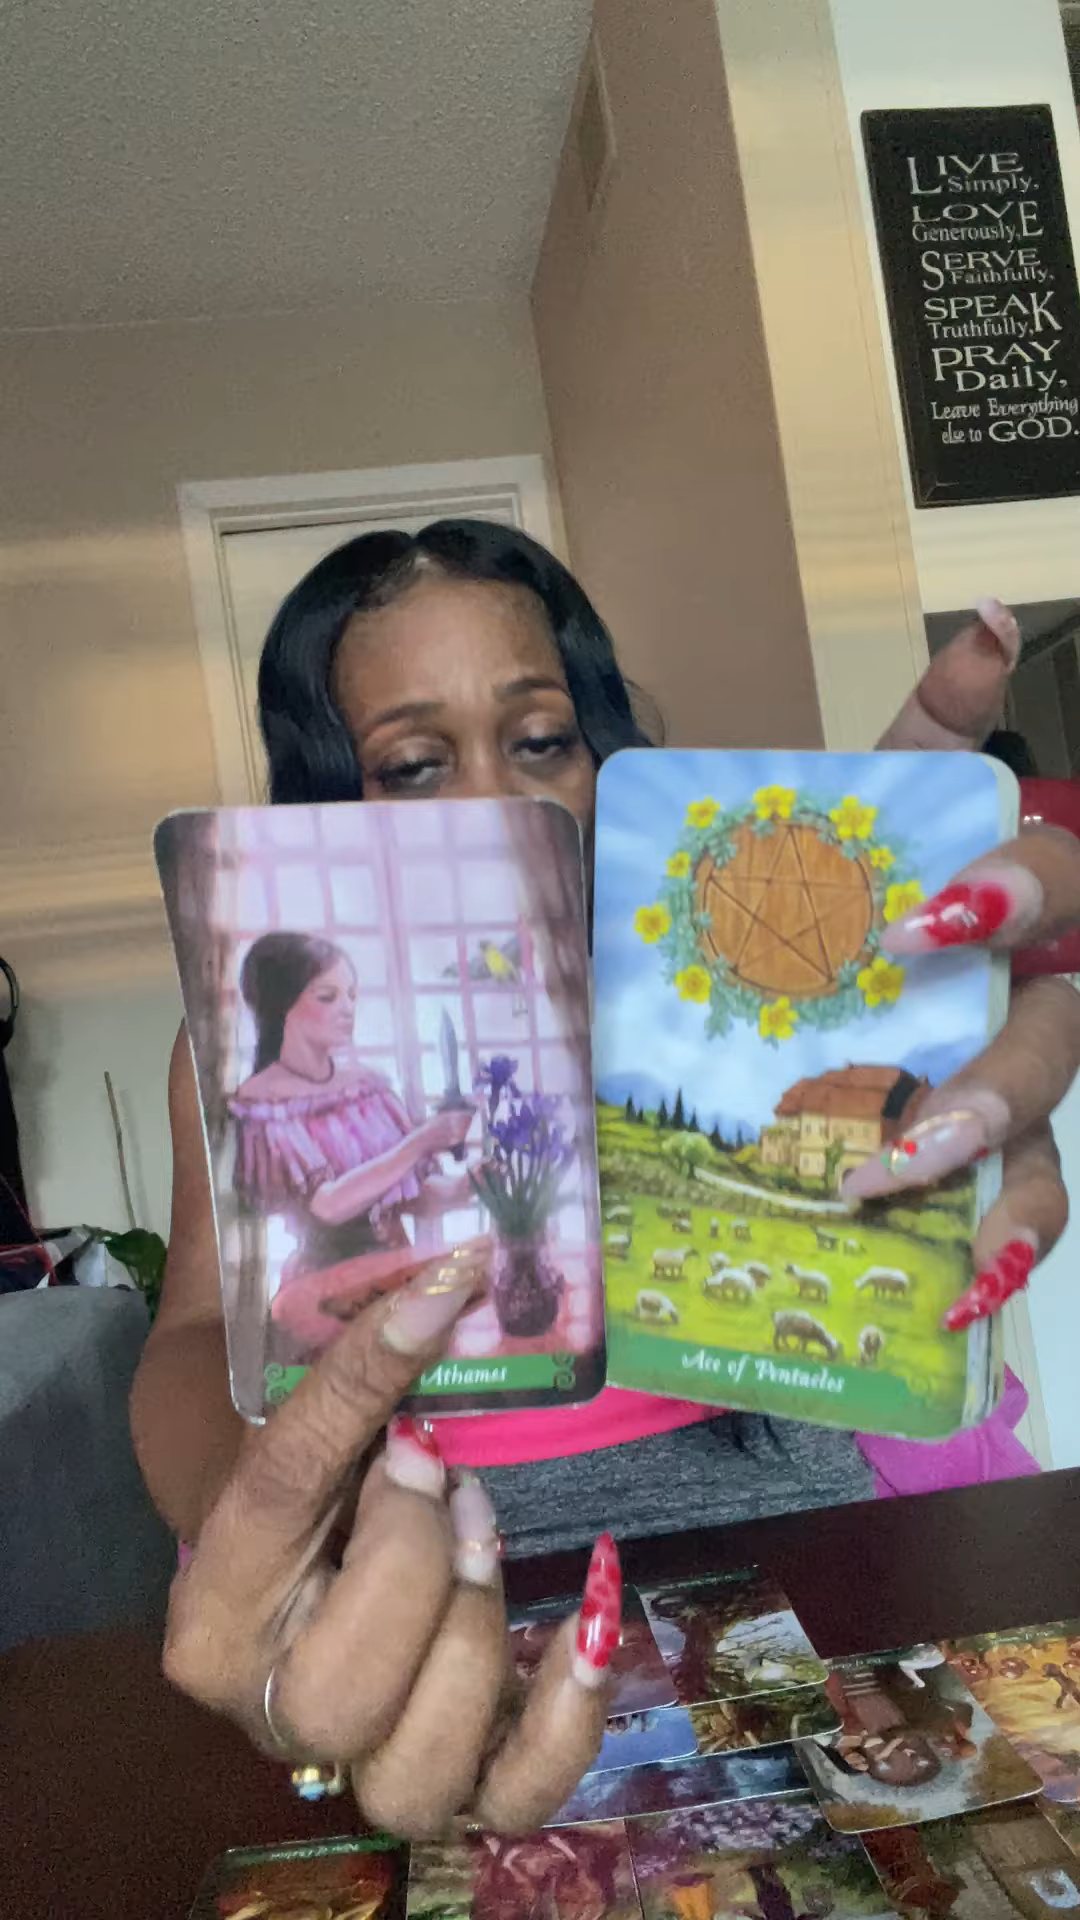 LIVE
Simply,
LOVE
Generously,
SERVE
Faithfully,
SPEAK
Truthfully,
PRAY
Daily,
Leave Everything
else to GOD.
Athames
Ace of Pentacles